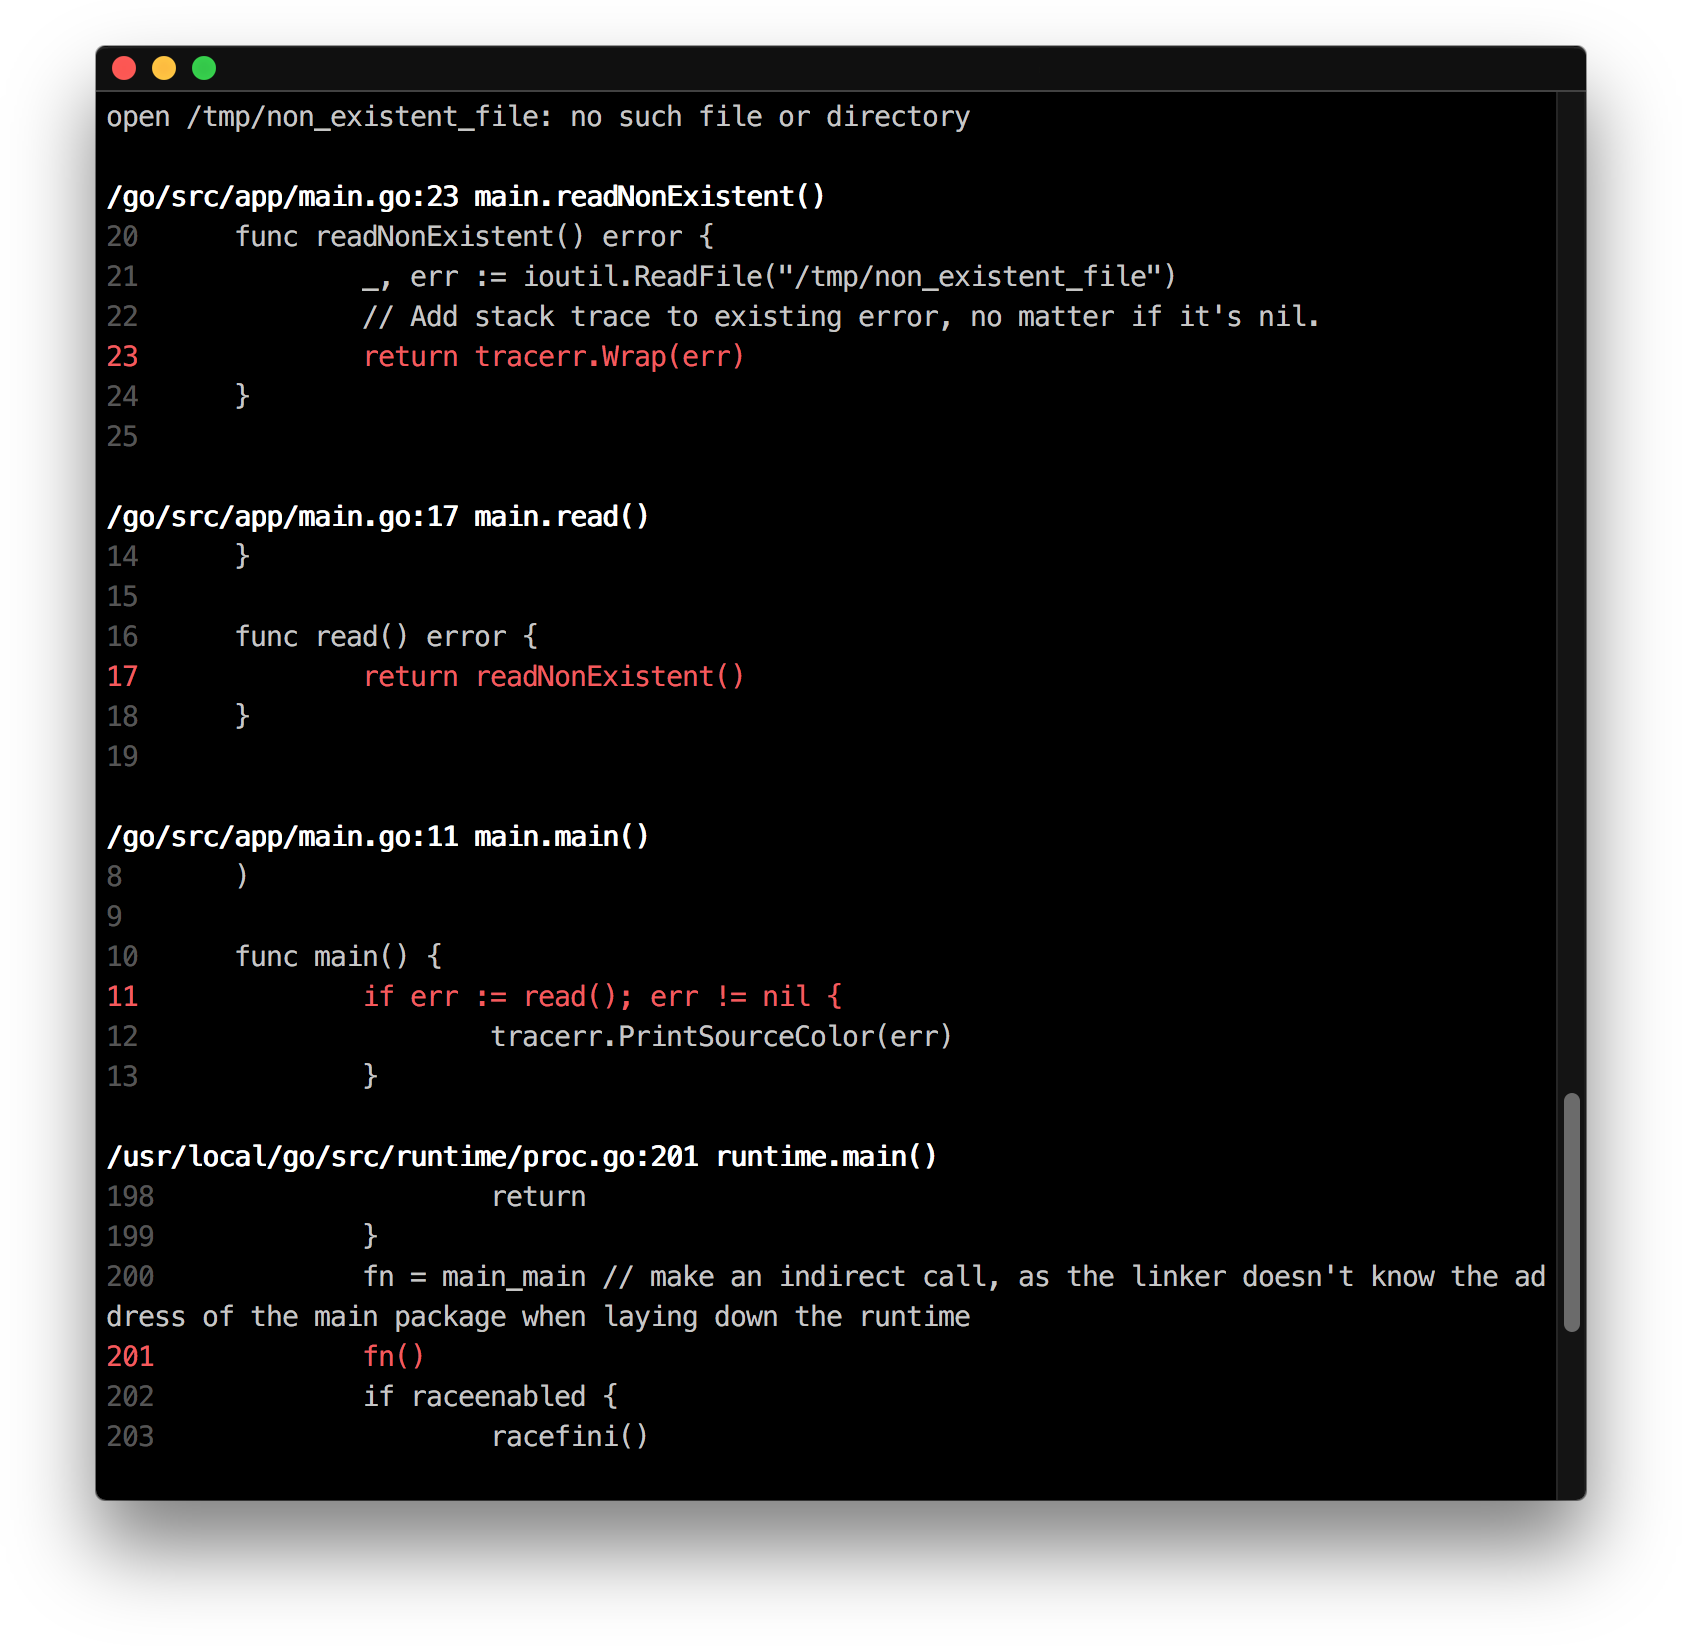 open /tmp/non_existent_file: no such file or directory
/go/src/app/main.go:23 main.readNonExistent()
20      func readNonExistent() error {
21              _, err := ioutil.ReadFile("/tmp/non_existent_file")
22              // Add stack trace to existing error, no matter if it's nil.
23              return tracerr.Wrap(err)
24      }
25
/go/src/app/main.go:17 main.read()
14      }
15
16      func read() error {
17              return readNonExistent()
18      }
19
/go/src/app/main.go:11 main.main()
8       )
9
10      func main() {
11              if err := read(); err != nil {
12                      tracerr.PrintSourceColor(err)
13              }
/usr/local/go/src/runtime/proc.go:201 runtime.main()
198                     return
199             }
200             fn = main_main // make an indirect call, as the linker doesn't know the ad
dress of the main package when laying down the runtime
201             fn()
202             if raceenabled {
203                     racefini()